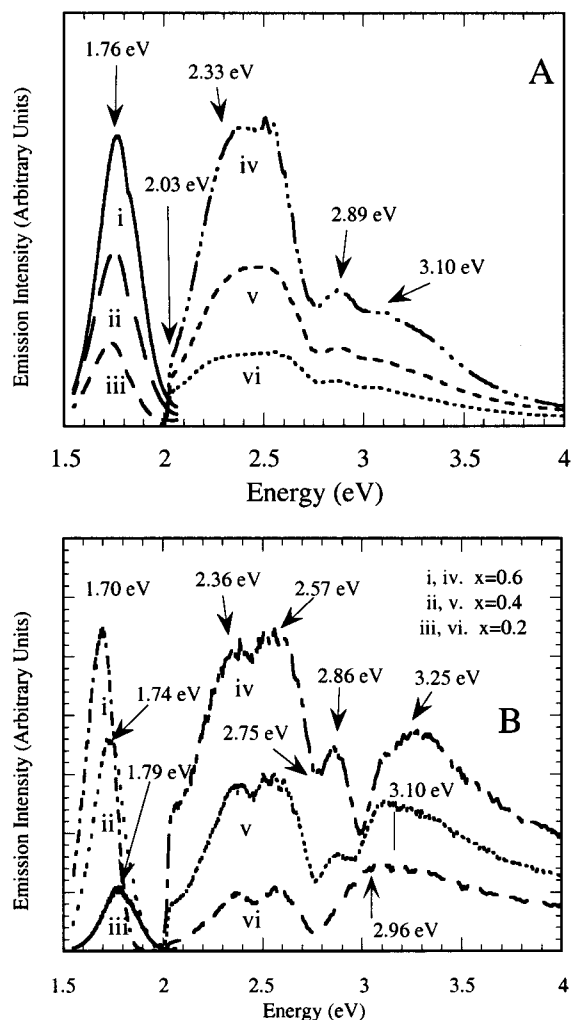 1.76 eV
2.33 eV
A
2.03 eV
iv
i
2.89 eV
3.10 eV
ii
v
iii
vi
Emission Intensity (Arbitrary Units)
1.5 2 2.5 3 3.5 4
Energy (eV)
i, iv. x=0.6
ii, v. x=0.4
iii, vi. x=0.2
1.70 eV
2.36 eV
2.57 eV
i
iv
2.86 eV
3.25 eV
1.74 eV
B
2.75 eV
1.79 eV
3.10 eV
ii
v
iii
vi
2.96 eV
Emission Intensity (Arbitrary Units)
1.5 2 2.5 3 3.5 4
Energy (eV)